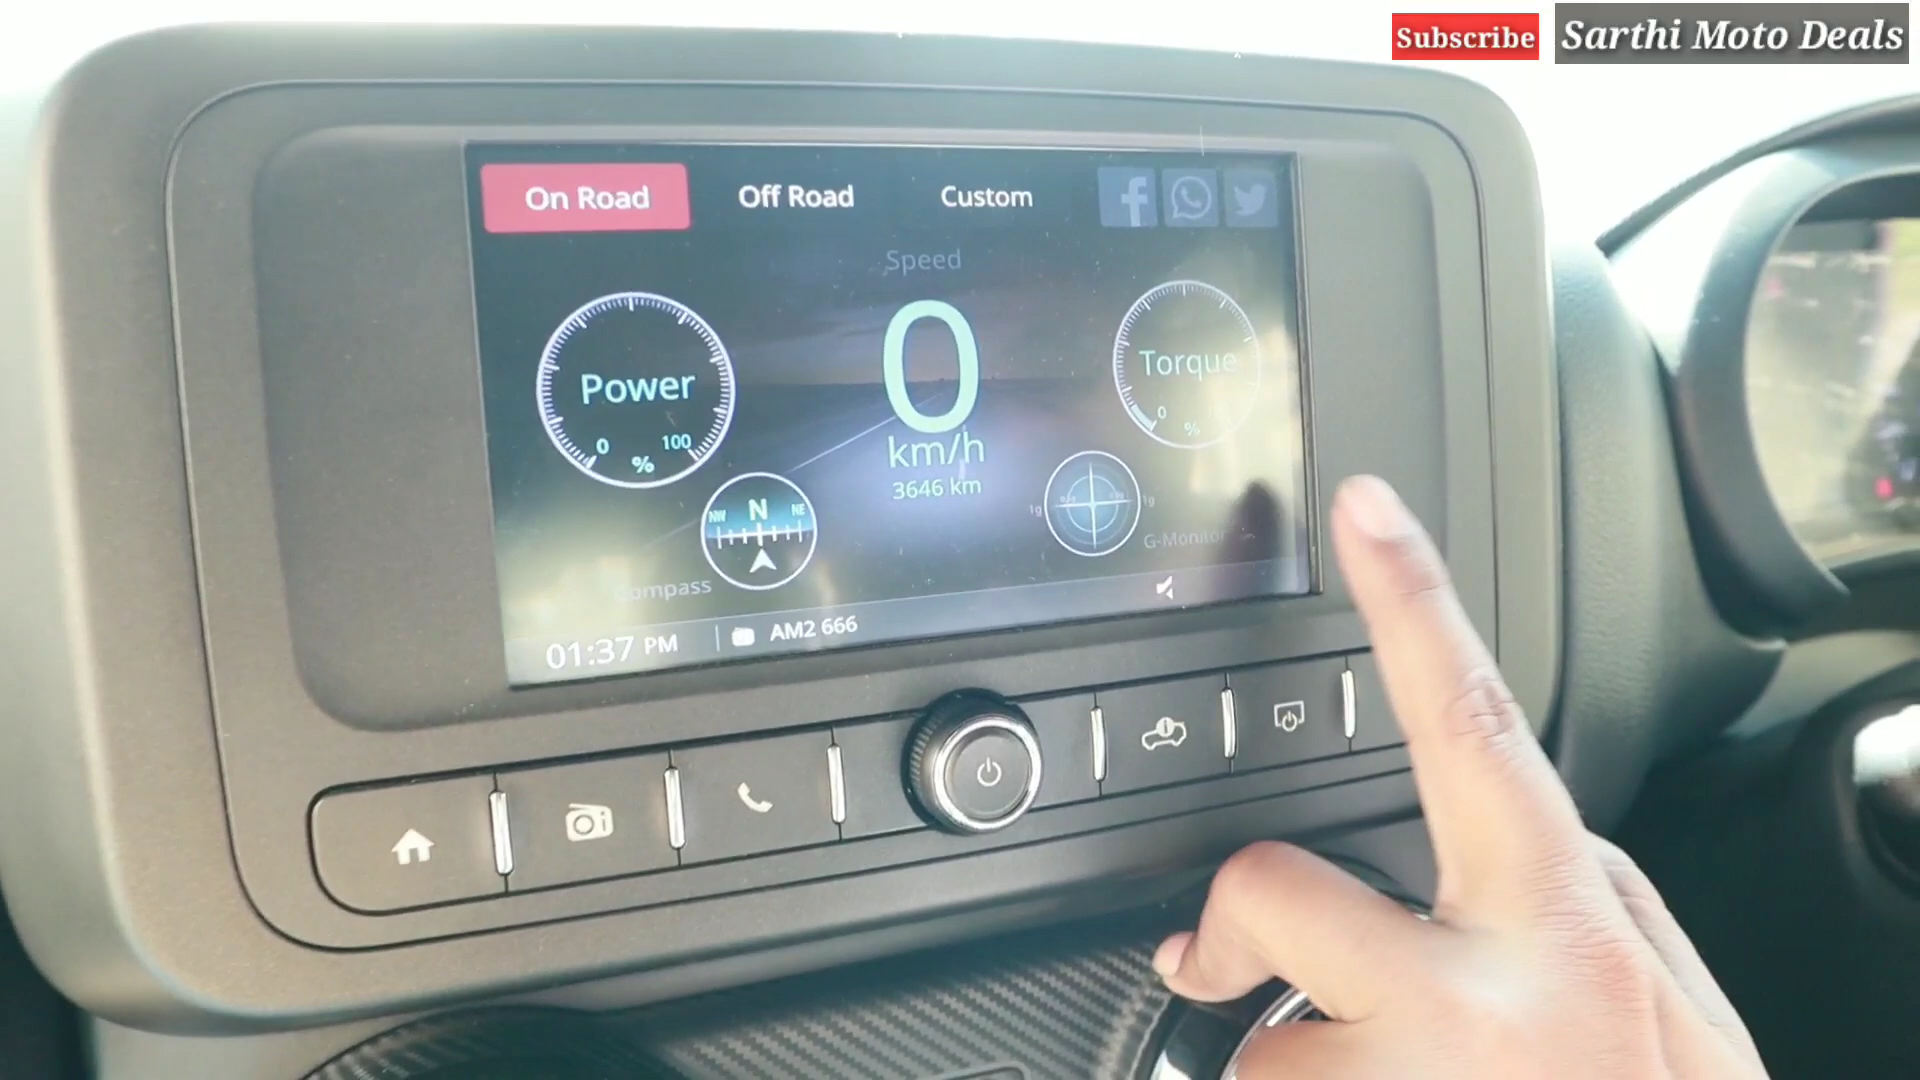 Subscribe Sarthi Moto Deals
On Road Off Road Custom
Speed
Power
0 100
%
0
km/h
3646 km
Torque
0
%
NW N NE
Compass
1g 1g
G-Monitor
01:37 PM AM2 666